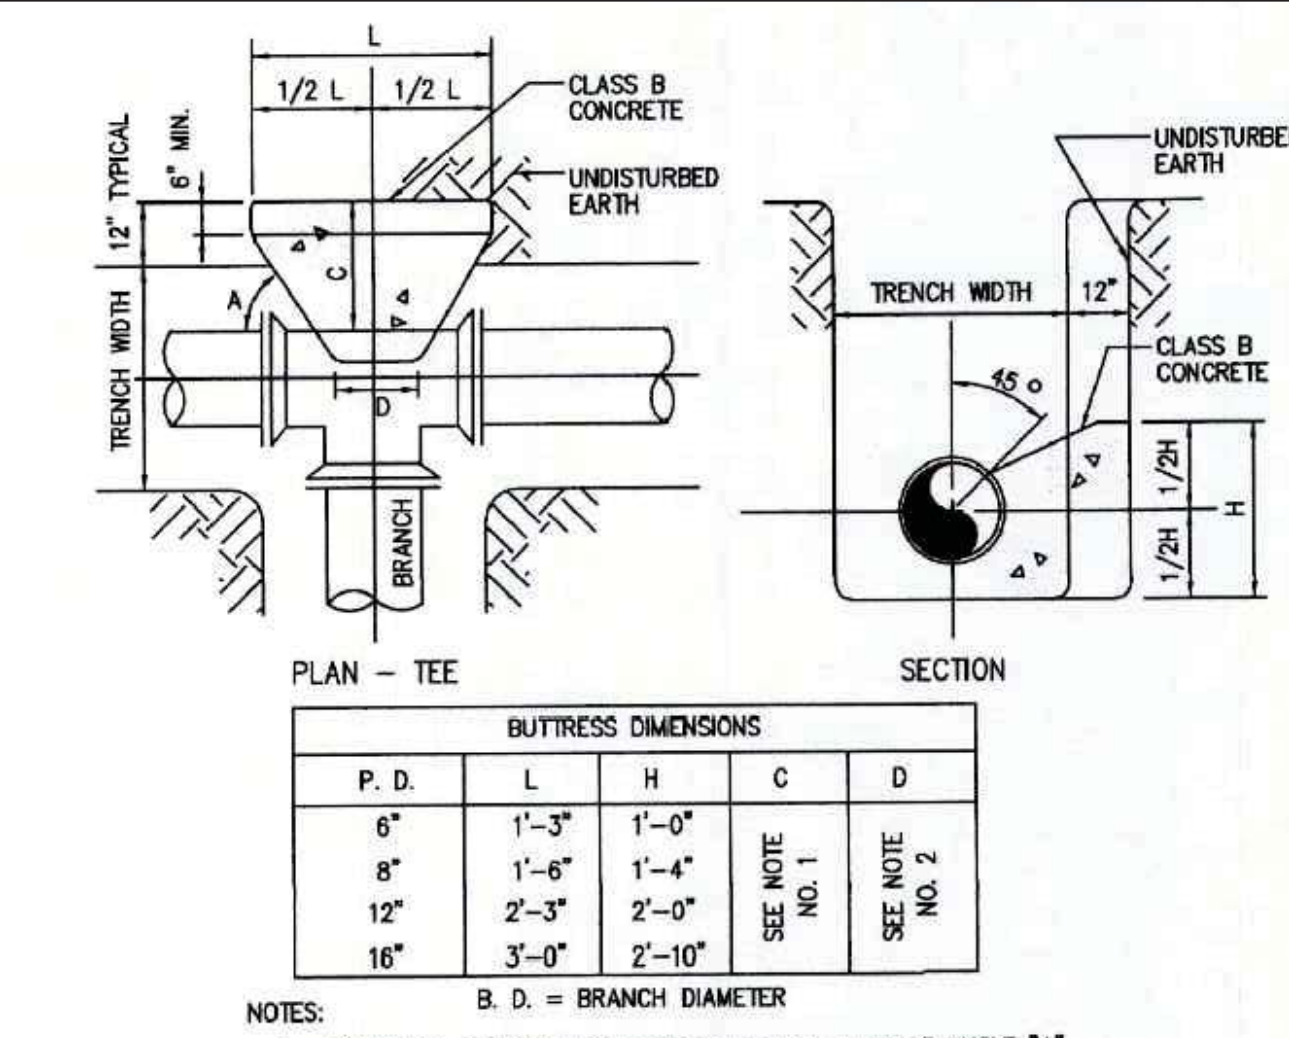 L
1/2 L 1/2 L
CLASS B
CONCRETE
12" TYPICAL
6" MIN.
UNDISTURBED
EARTH
C
A
TRENCH WIDTH
D
BRANCH
PLAN – TEE
UNDISTURBE
EARTH
TRENCH WIDTH 12"
CLASS B
CONCRETE
45 o
1/2H
1/2H
H
SECTION
BUTTRESS DIMENSIONS
P. D. L H C D
6" 1'–3" 1'–0"
8" 1'–6" 1'–4"
12" 2'–3" 2'–0"
16" 3'–0" 2'–10"
SEE NOTE
NO. 1
SEE NOTE
NO. 2
B. D. = BRANCH DIAMETER
NOTES: